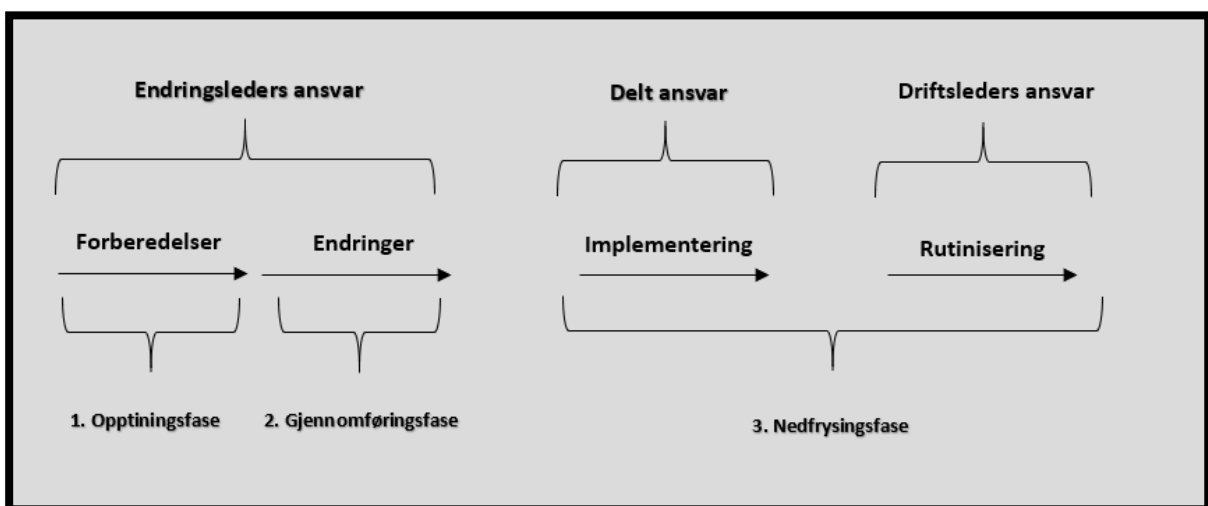 Endringsleders ansvar
Delt ansvar
Driftsleders ansvar
Forberedelser
Endringer
Implementering
Rutinisering
1. Opptiningsfase
2. Gjennomføringsfase
3. Nedfrysingsfase